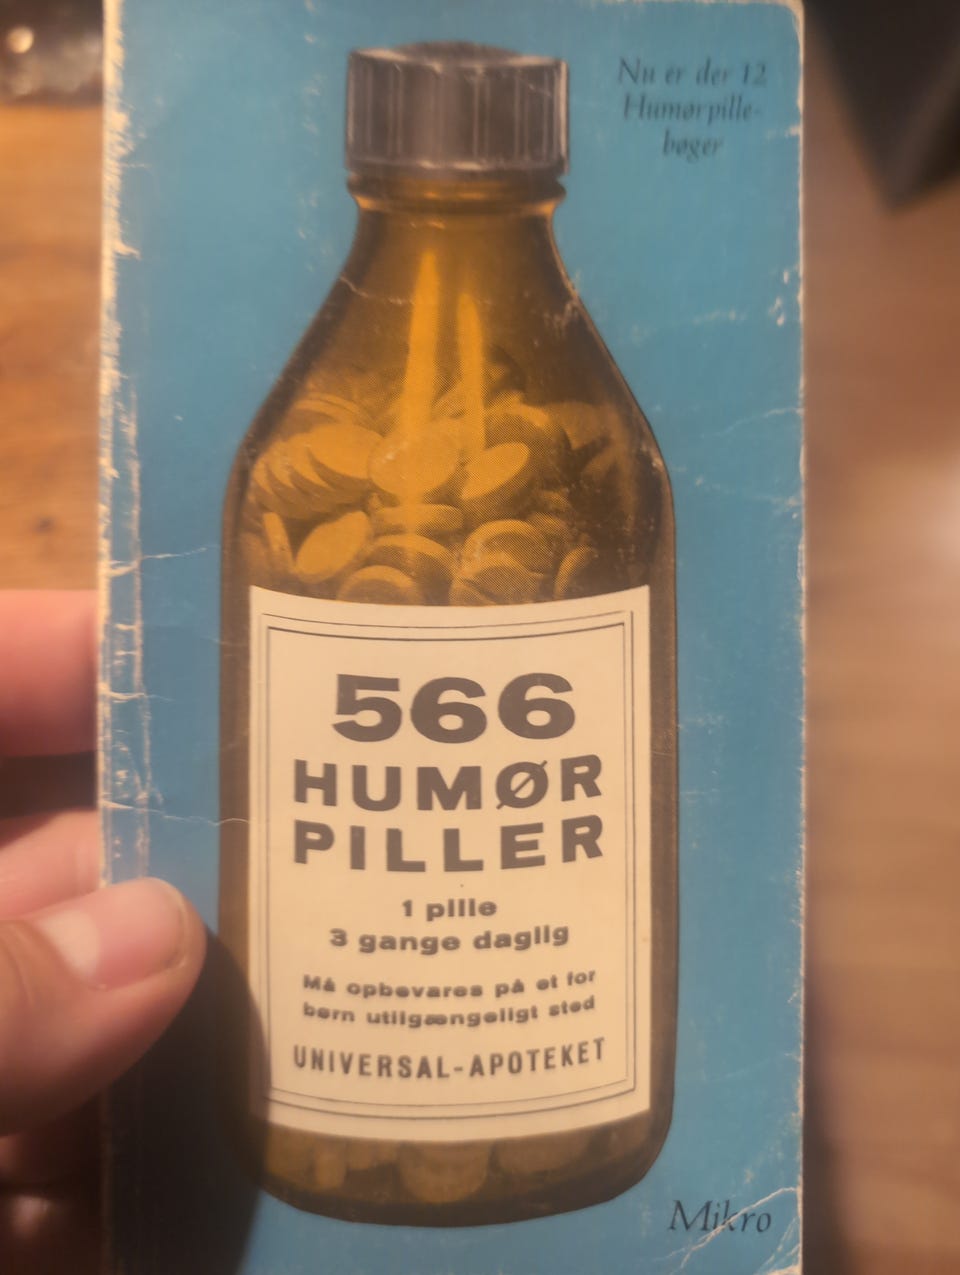 Nu er der 12
Humørpille-
bøger
566
HUMØR
PILLER
1 pille
3 gange daglig
Må opbevares på et for
børn utilgængeligt sted
UNIVERSAL-APOTEKET
Mikro